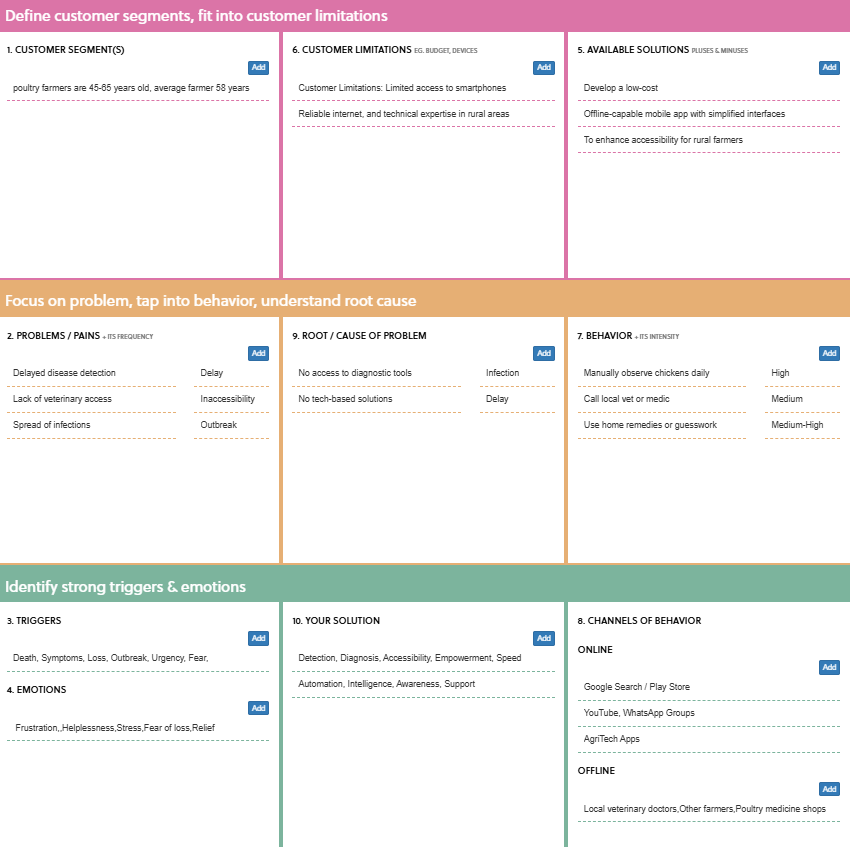 Define customer segments, fit into customer limitations
1. CUSTOMER SEGMENT(S)
Add
poultry farmers are 45-65 years old, average farmer 58 years
6. CUSTOMER LIMITATIONS EG. BUDGET, DEVICES
Add
Customer Limitations: Limited access to smartphones
Reliable internet, and technical expertise in rural areas
5. AVAILABLE SOLUTIONS PLUSES & MINUSES
Add
Develop a low-cost
Offline-capable mobile app with simplified interfaces
To enhance accessibility for rural farmers
Focus on problem, tap into behavior, understand root cause
2. PROBLEMS / PAINS + ITS FREQUENCY
Add
Delayed disease detection Delay
Lack of veterinary access Inaccessibility
Spread of infections Outbreak
9. ROOT / CAUSE OF PROBLEM
Add
No access to diagnostic tools Infection
No tech-based solutions Delay
7. BEHAVIOR + ITS INTENSITY
Add
Manually observe chickens daily High
Call local vet or medic Medium
Use home remedies or guesswork Medium-High
Identify strong triggers & emotions
3. TRIGGERS
Add
Death, Symptoms, Loss, Outbreak, Urgency, Fear,
4. EMOTIONS
Add
Frustration,,Helplessness,Stress,Fear of loss,Relief
10. YOUR SOLUTION
Add
Detection, Diagnosis, Accessibility, Empowerment, Speed
Automation, Intelligence, Awareness, Support
8. CHANNELS OF BEHAVIOR
ONLINE
Add
Google Search / Play Store
YouTube, WhatsApp Groups
AgriTech Apps
OFFLINE
Add
Local veterinary doctors,Other farmers,Poultry medicine shops